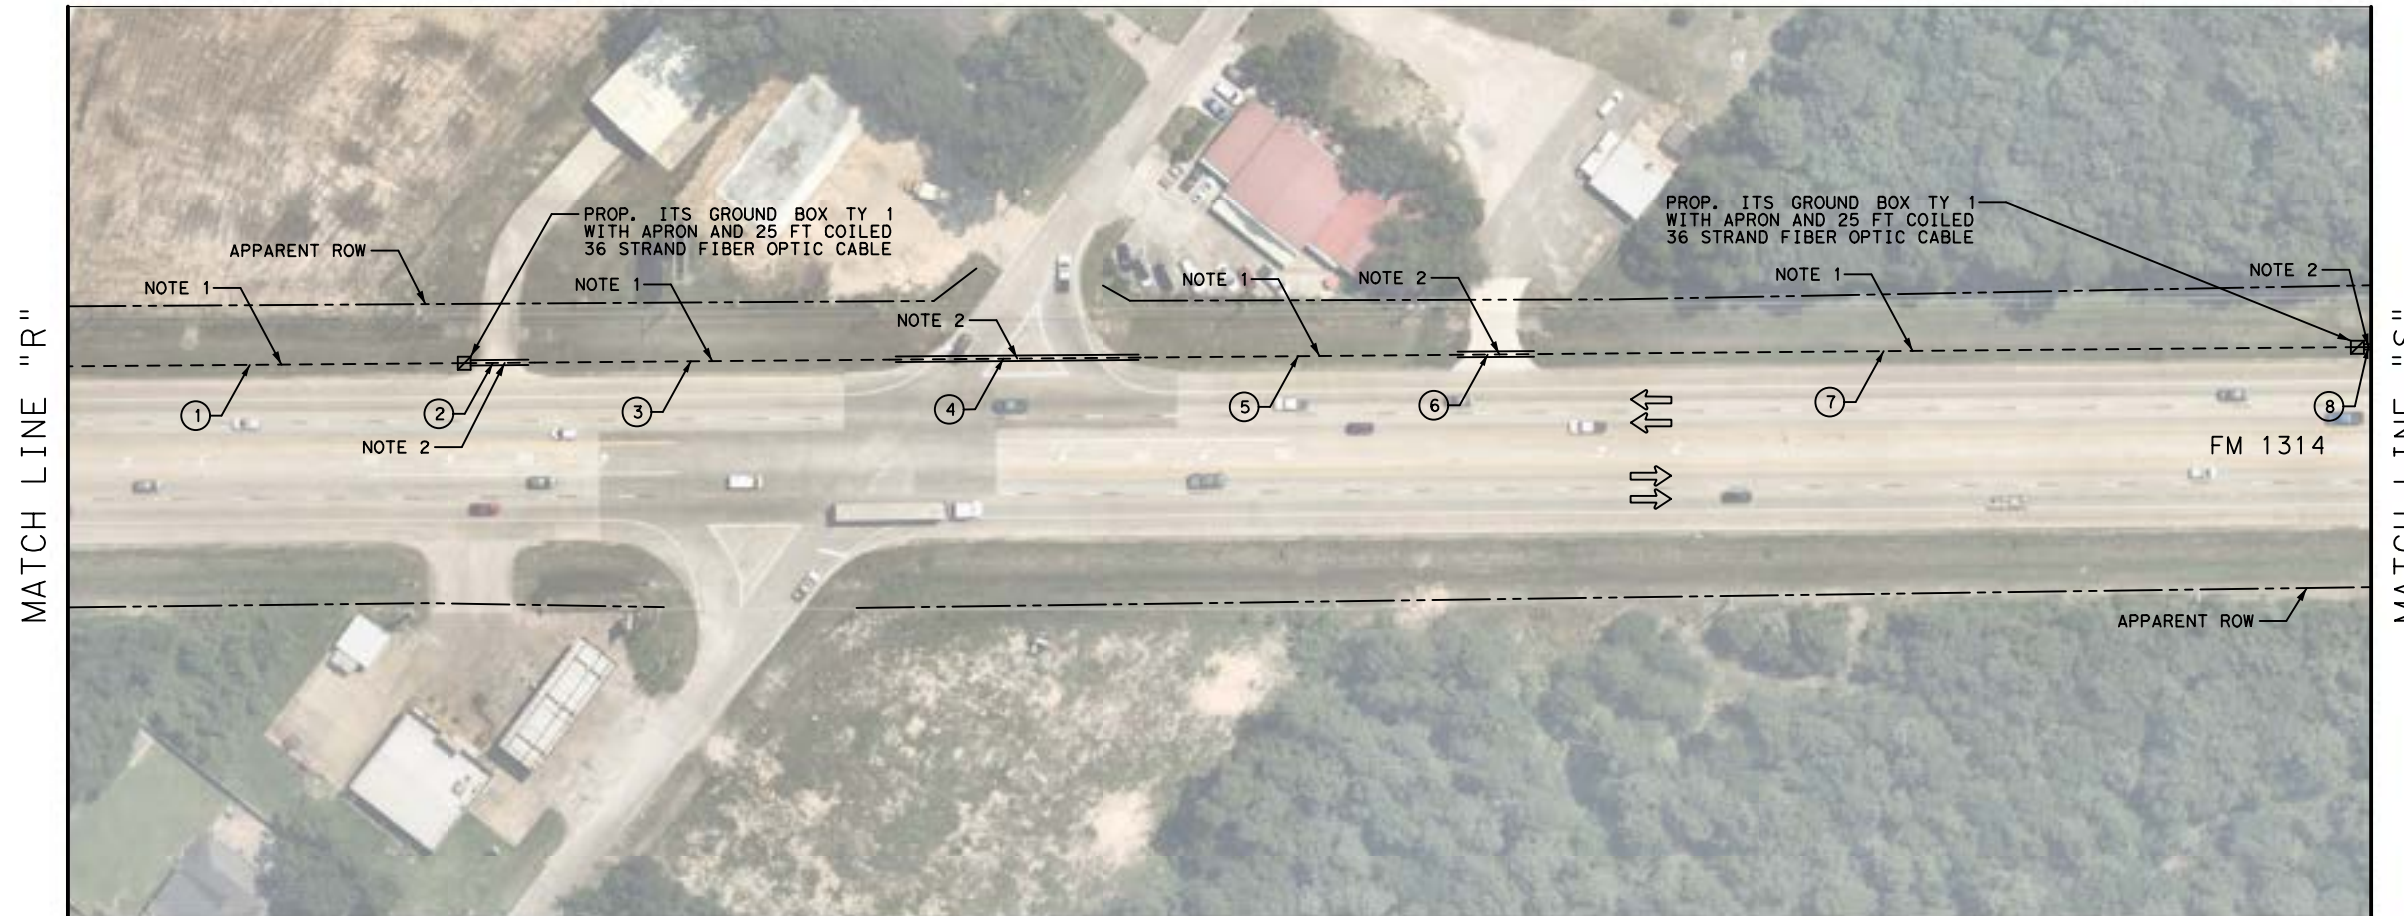 PROP. ITS GROUND BOX TY 1
WITH APRON AND 25 FT COILED
36 STRAND FIBER OPTIC CABLE
PROP. ITS GROUND BOX TY 1
WITH APRON AND 25 FT COILED
36 STRAND FIBER OPTIC CABLE
APPARENT ROW
NOTE 1
NOTE 1
NOTE 2
NOTE 1
NOTE 2
NOTE 1
NOTE 2
MATCH LINE "R"
MATCH LINE "S"
1
2
3
4
5
6
7
8
NOTE 2
FM 1314
APPARENT ROW